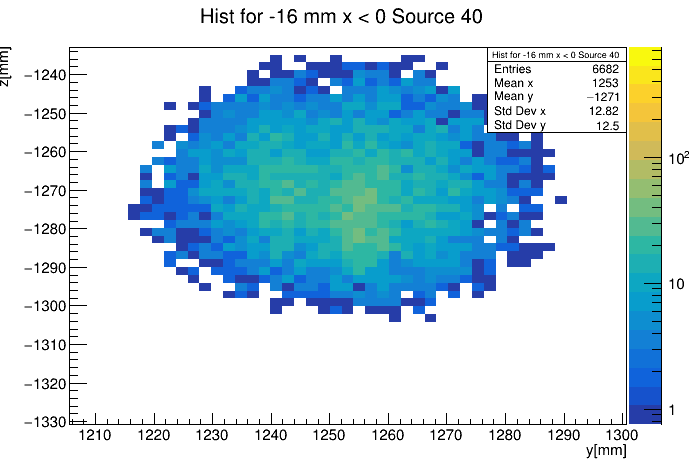 Hist for -16 mm x < 0 Source 40
z[mm]
Hist for -16 mm x < 0 Source 40
Entries 6682
Mean x 1253
Mean y −1271
Std Dev x 12.82
Std Dev y 12.5
−1240
−1250
−1260
−1270
−1280
−1290
−1300
−1310
−1320
−1330
10²
10
1
1210 1220 1230 1240 1250 1260 1270 1280 1290 1300
y[mm]